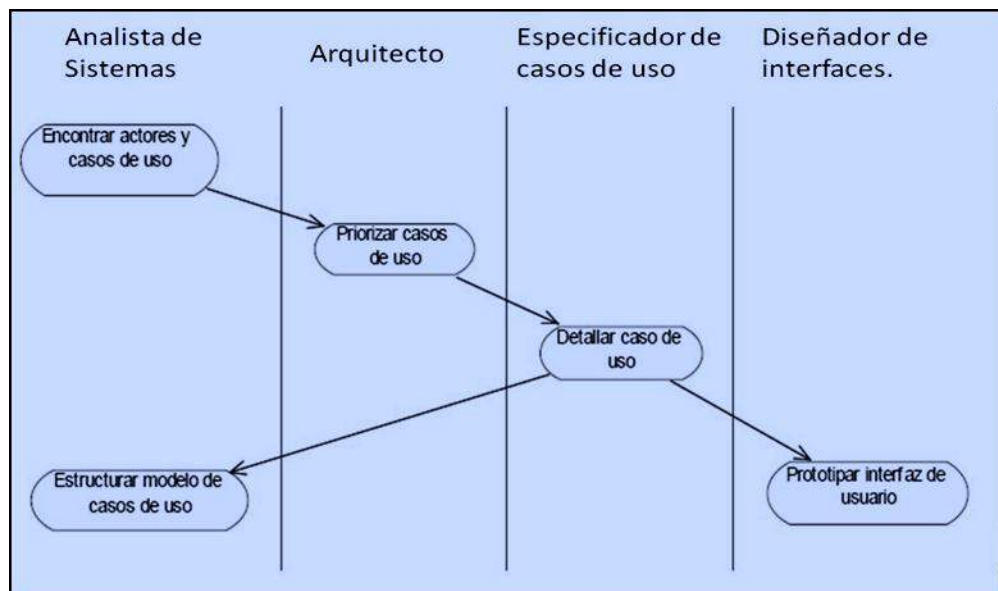 Analista de
Sistemas
Arquitecto
Especificador de
casos de uso
Diseñador de
interfaces.
Encontrar actores y
casos de uso
Priorizar casos
de uso
Detallar caso de
uso
Estructurar modelo de
casos de uso
Prototipar interfaz de
usuario